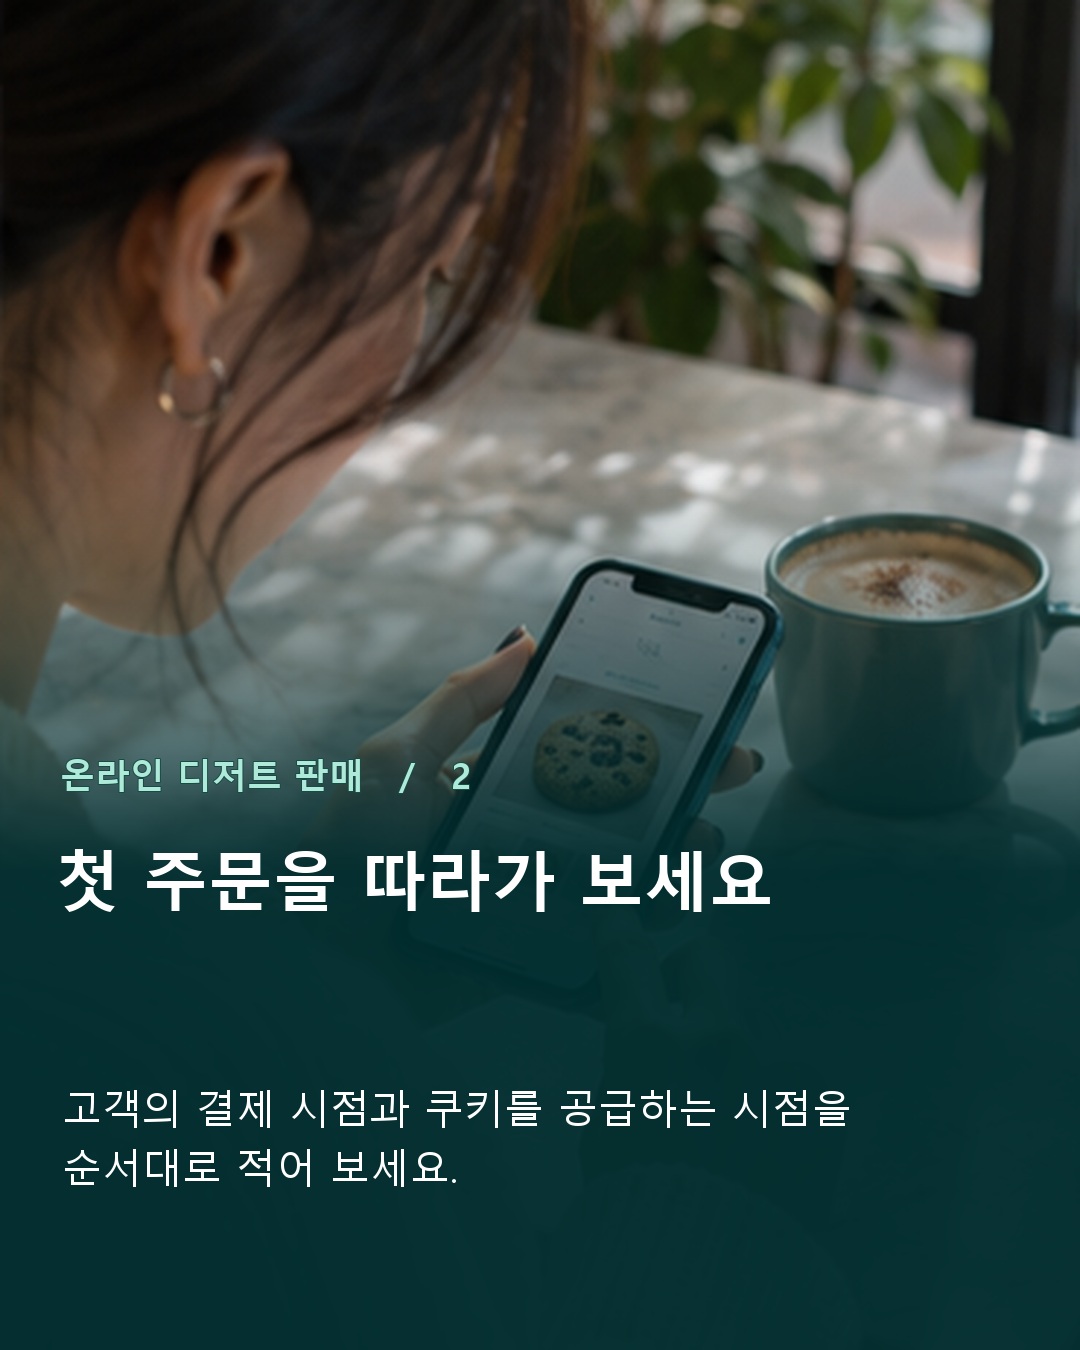 온라인 디저트 판매 / 2
첫 주문을 따라가 보세요
고객의 결제 시점과 쿠키를 공급하는 시점을
순서대로 적어 보세요.